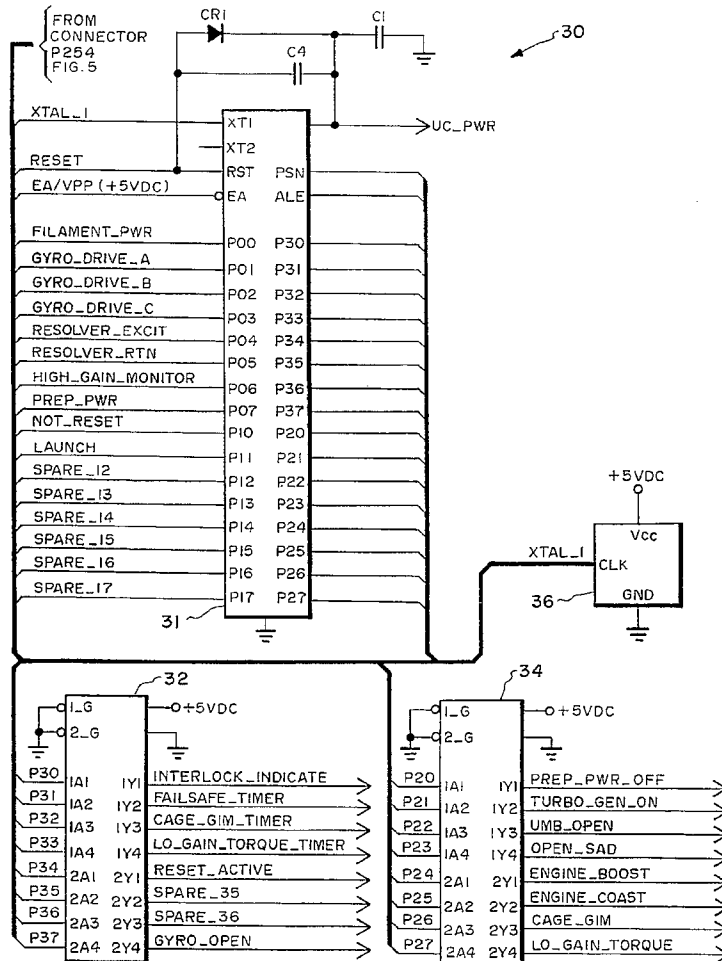 FROM
CONNECTOR
P254
FIG.5
CR1
C1
C4
30
UC_PWR
XTAL_1
RESET
EA/VPP (+5VDC)
FILAMENT_PWR
GYRO_DRIVE_A
GYRO_DRIVE_B
GYRO_DRIVE_C
RESOLVER_EXCIT
RESOLVER_RTN
HIGH_GAIN_MONITOR
PREP_PWR
NOT_RESET
LAUNCH
SPARE_12
SPARE_13
SPARE_14
SPARE_15
SPARE_16
SPARE_17
XT1
XT2
RST PSN
EA ALE
P00 P30
P01 P31
P02 P32
P03 P33
P04 P34
P05 P35
P06 P36
P07 P37
P10 P20
P11 P21
P12 P22
P13 P23
P14 P24
P15 P25
P16 P26
P17 P27
31
+5VDC
Vcc
XTAL_1
CLK
GND
36
32
1_G +5VDC
2_G
P30 1A1 1Y1 INTERLOCK_INDICATE
P31 1A2 1Y2 FAILSAFE_TIMER
P32 1A3 1Y3 CAGE_GIM_TIMER
P33 1A4 1Y4 LO_GAIN_TORQUE_TIMER
P34 2A1 2Y1 RESET_ACTIVE
P35 2A2 2Y2 SPARE_35
P36 2A3 2Y3 SPARE_36
P37 2A4 2Y4 GYRO_OPEN
34
1_G +5VDC
2_G
P20 1A1 1Y1 PREP_PWR_OFF
P21 1A2 1Y2 TURBO_GEN_ON
P22 1A3 1Y3 UMB_OPEN
P23 1A4 1Y4 OPEN_SAD
P24 2A1 2Y1 ENGINE_BOOST
P25 2A2 2Y2 ENGINE_COAST
P26 2A3 2Y3 CAGE_GIM
P27 2A4 2Y4 LO_GAIN_TORQUE